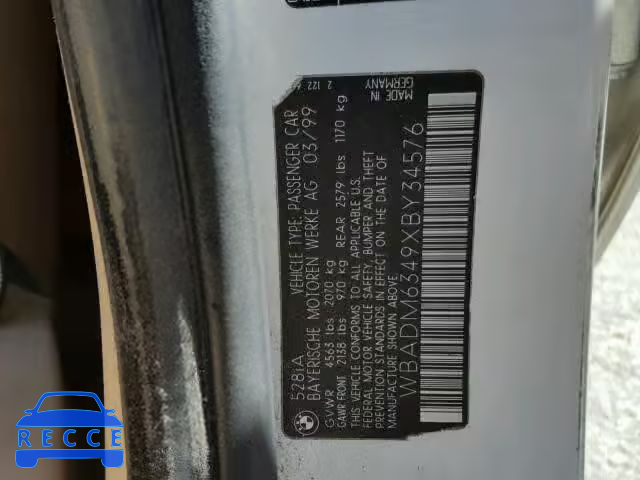 528iA VEHICLE TYPE: PASSENGER CAR
BAYERISCHE MOTOREN WERKE AG 03/99
GVWR 4563 lbs 2070 kg
GAWR FRONT 2138 lbs 970 kg REAR 2579 lbs 1170 kg
THIS VEHICLE CONFORMS TO ALL APPLICABLE U.S.
FEDERAL MOTOR VEHICLE SAFETY, BUMPER AND THEFT
PREVENTION STANDARDS IN EFFECT ON THE DATE OF
MANUFACTURE SHOWN ABOVE.
WBADM6349XBY34576
MADE IN
GERMANY
2 122
RECCE